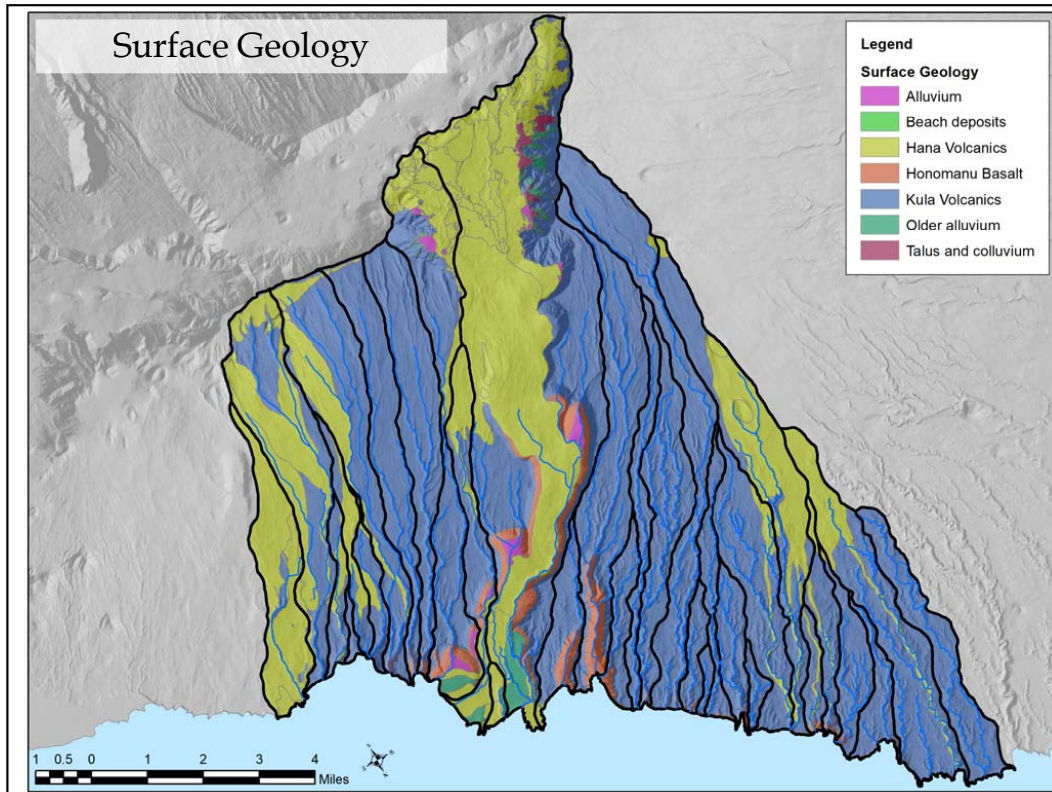 Surface Geology
Legend
Surface Geology
Alluvium
Beach deposits
Hana Volcanics
Honomanu Basalt
Kula Volcanics
Older alluvium
Talus and colluvium
1 0.5 0 1 2 3 4
Miles